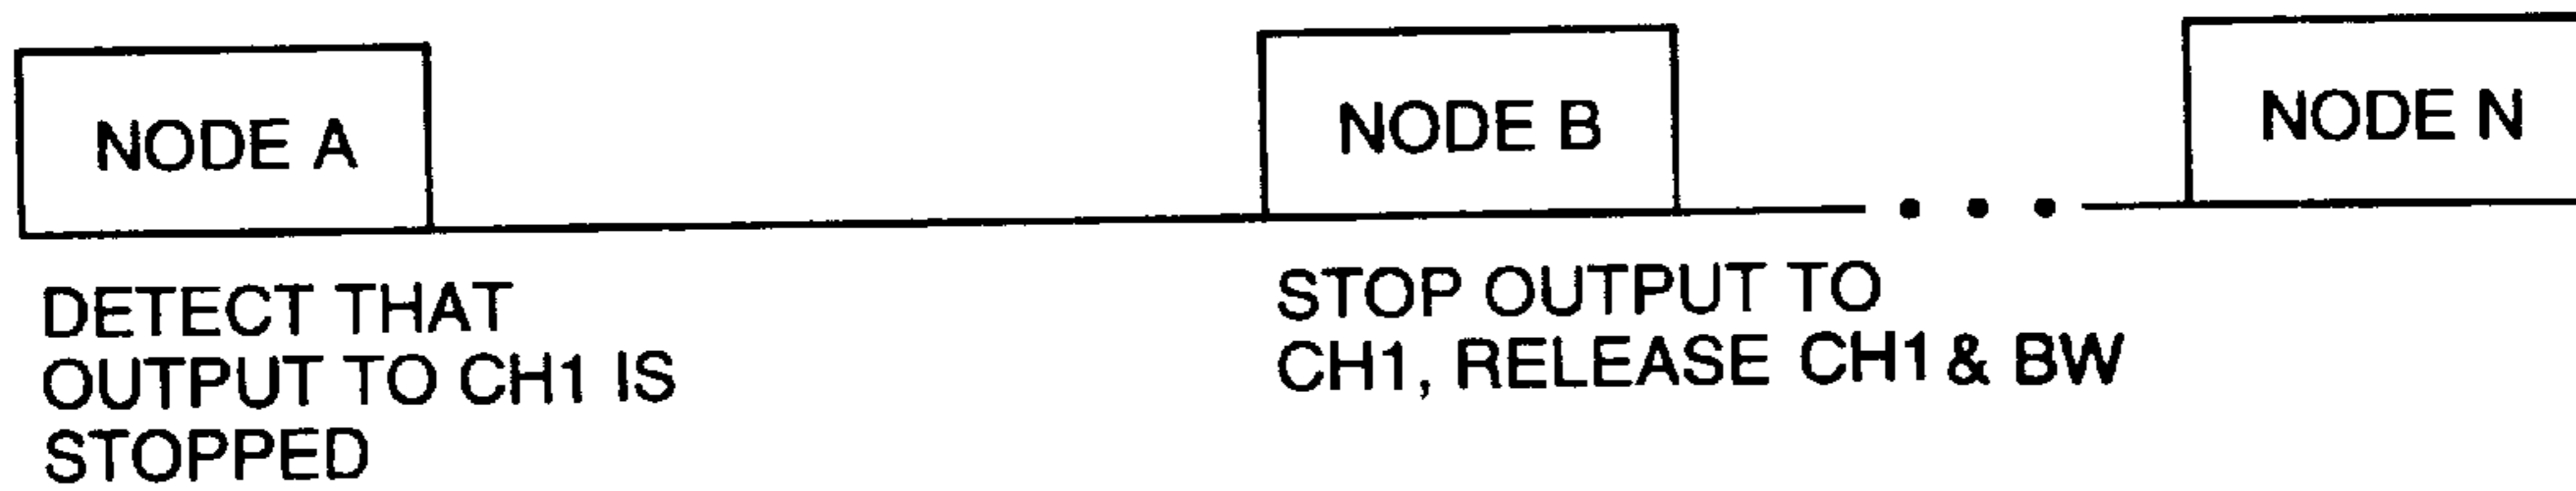 NODE A
NODE B
NODE N
DETECT THAT
OUTPUT TO CH1 IS
STOPPED
STOP OUTPUT TO
CH1, RELEASE CH1 & BW